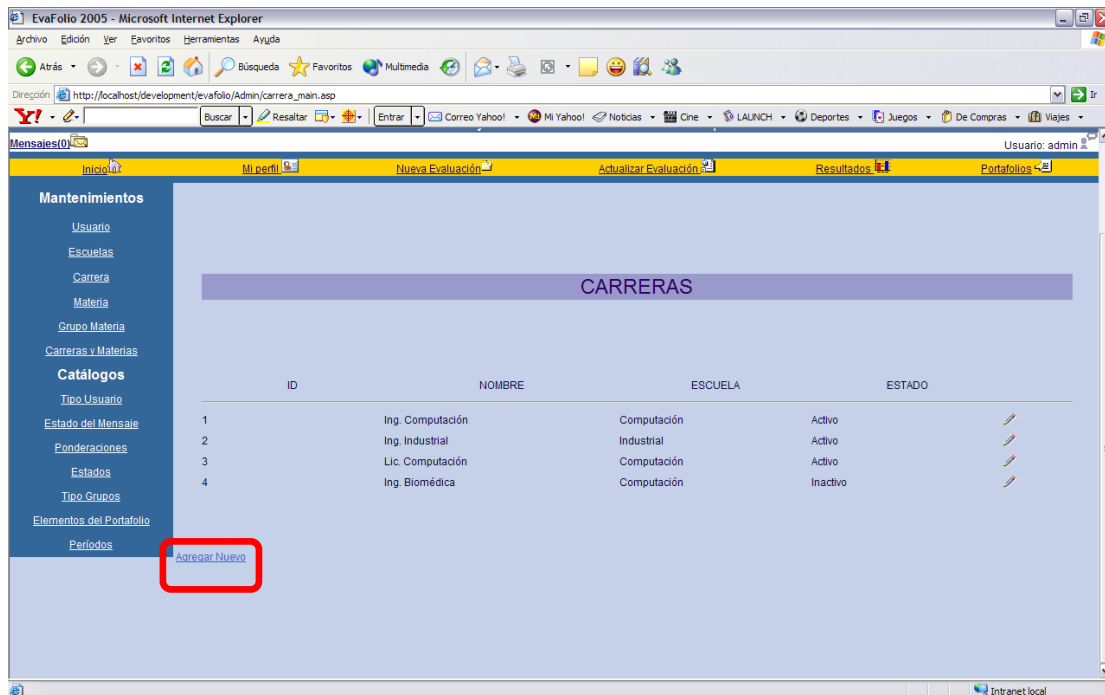 EvaFolio 2005 - Microsoft Internet Explorer
Archivo Edición Ver Favoritos Herramientas Ayuda
Atrás Búsqueda Favoritos Multimedia
Dirección http://localhost/development/evafolio/Admin/carrera_main.asp Ir
Y! Buscar Resaltar Entrar Correo Yahoo! Mi Yahoo! Noticias Cine LAUNCH Deportes Juegos De Compras Viajes
Mensajes(0) Usuario: admin
Inicio Mi perfil Nueva Evaluación Actualizar Evaluación Resultados Portafolios
Mantenimientos
Usuario
Escuelas
Carrera
Materia
Grupo Materia
Carreras y Materias
Catálogos
Tipo Usuario
Estado del Mensaje
Ponderaciones
Estados
Tipo Grupos
Elementos del Portafolio
Períodos
CARRERAS
ID NOMBRE ESCUELA ESTADO
1 Ing. Computación Computación Activo
2 Ing. Industrial Industrial Activo
3 Lic. Computación Computación Activo
4 Ing. Biomédica Computación Inactivo
Agregar Nuevo
Intranet local